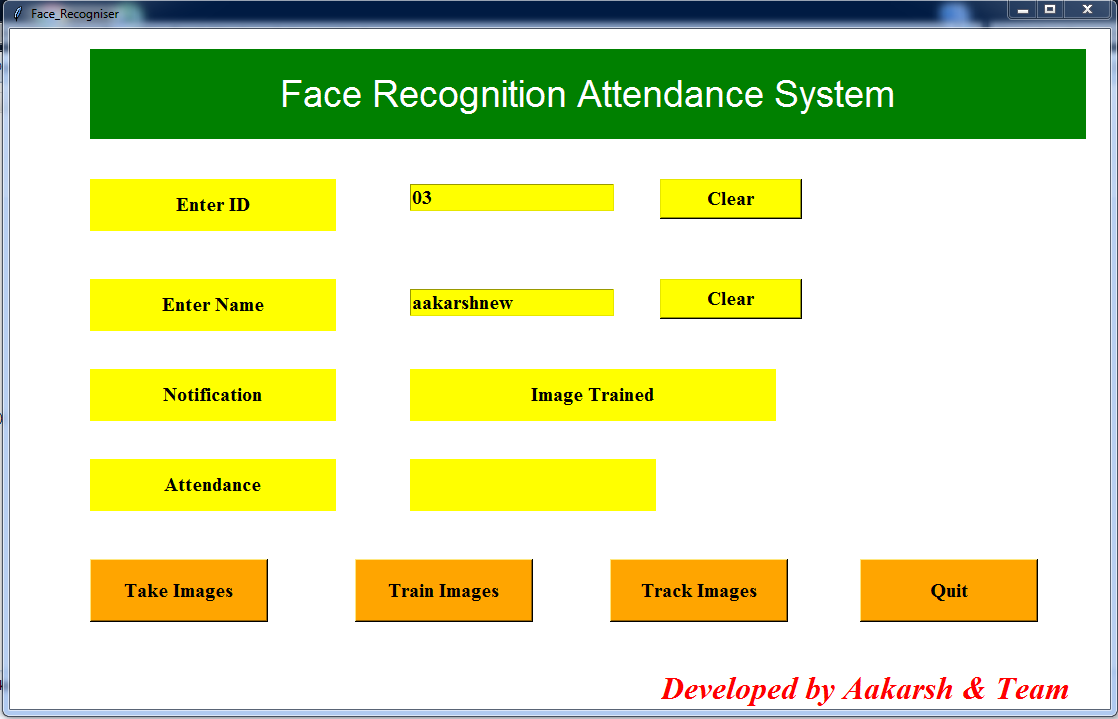 Face_Recogniser
Face Recognition Attendance System
Enter ID
03
Clear
Enter Name
aakarshnew
Clear
Notification
Image Trained
Attendance
Take Images
Train Images
Track Images
Quit
Developed by Aakarsh & Team